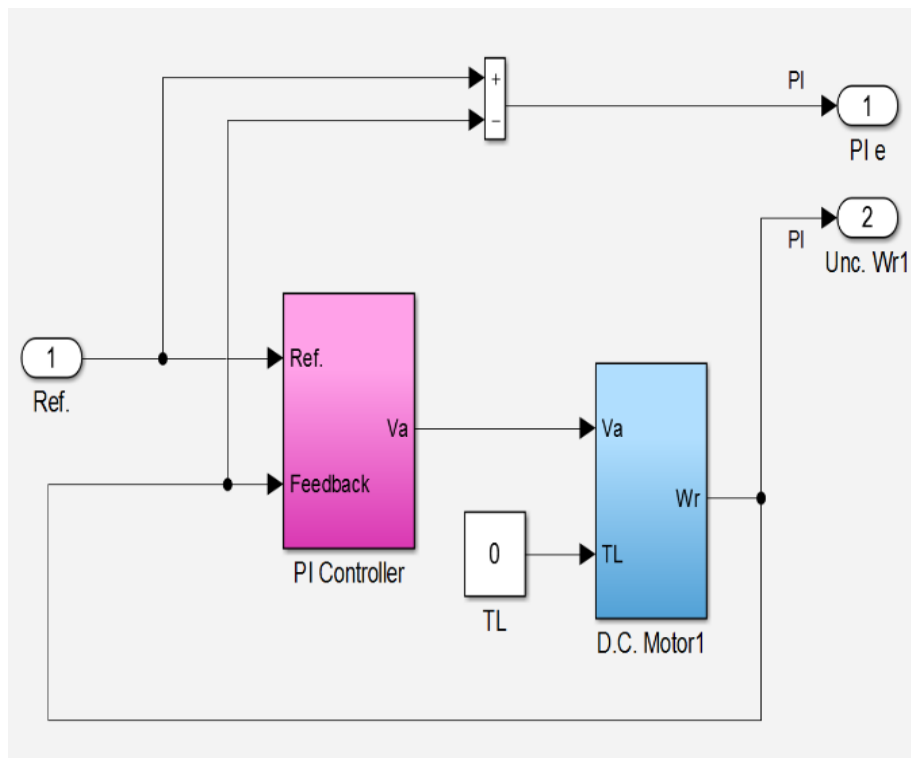 +
−
PI
1
PI e
2
PI
Unc. Wr1
1
Ref.
Ref.
Va
Feedback
PI Controller
0
TL
Va
Wr
TL
D.C. Motor1